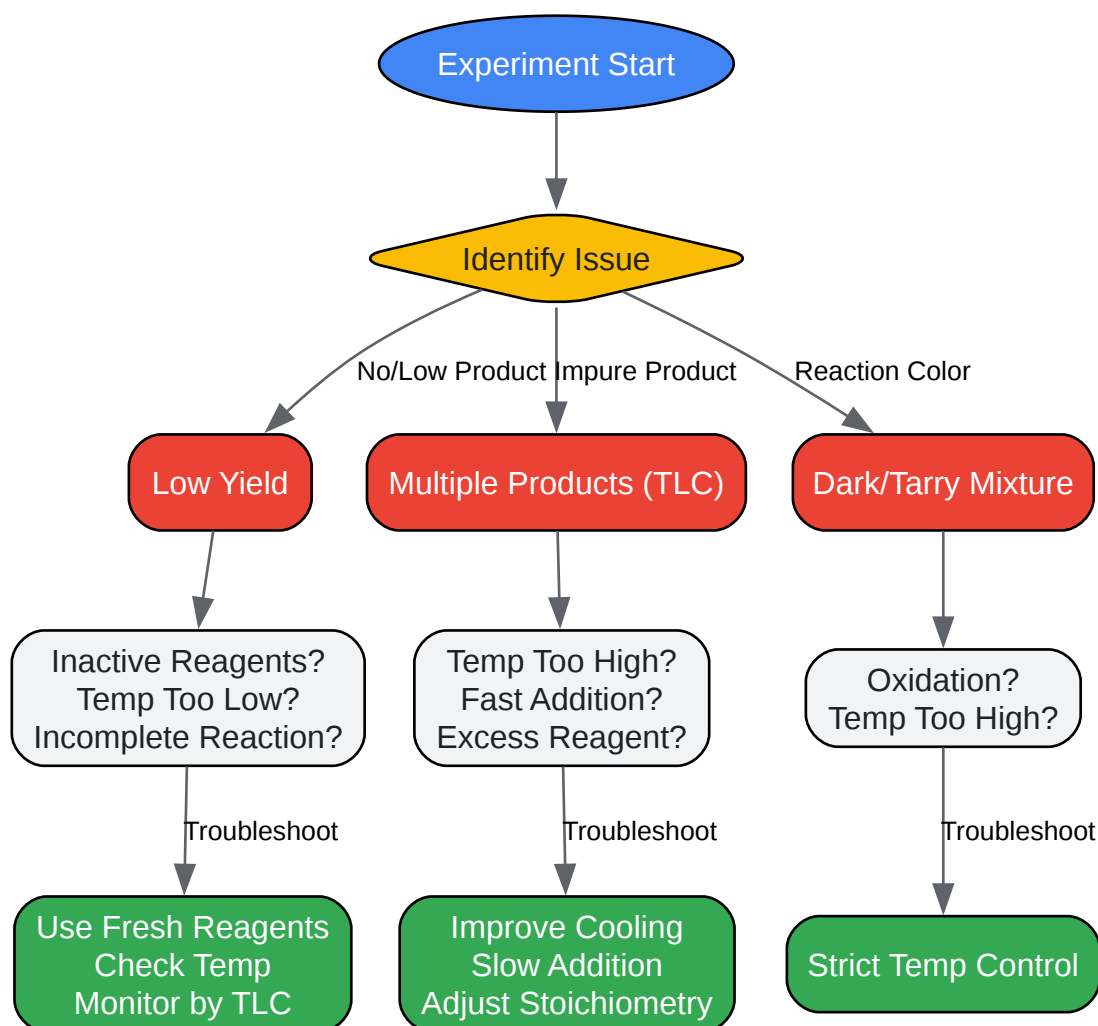 Experiment Start
Identify Issue
No/Low Product
Impure Product
Reaction Color
Low Yield
Multiple Products (TLC)
Dark/Tarry Mixture
Inactive Reagents?
Temp Too Low?
Incomplete Reaction?
Temp Too High?
Fast Addition?
Excess Reagent?
Oxidation?
Temp Too High?
Troubleshoot
Troubleshoot
Troubleshoot
Use Fresh Reagents
Check Temp
Monitor by TLC
Improve Cooling
Slow Addition
Adjust Stoichiometry
Strict Temp Control